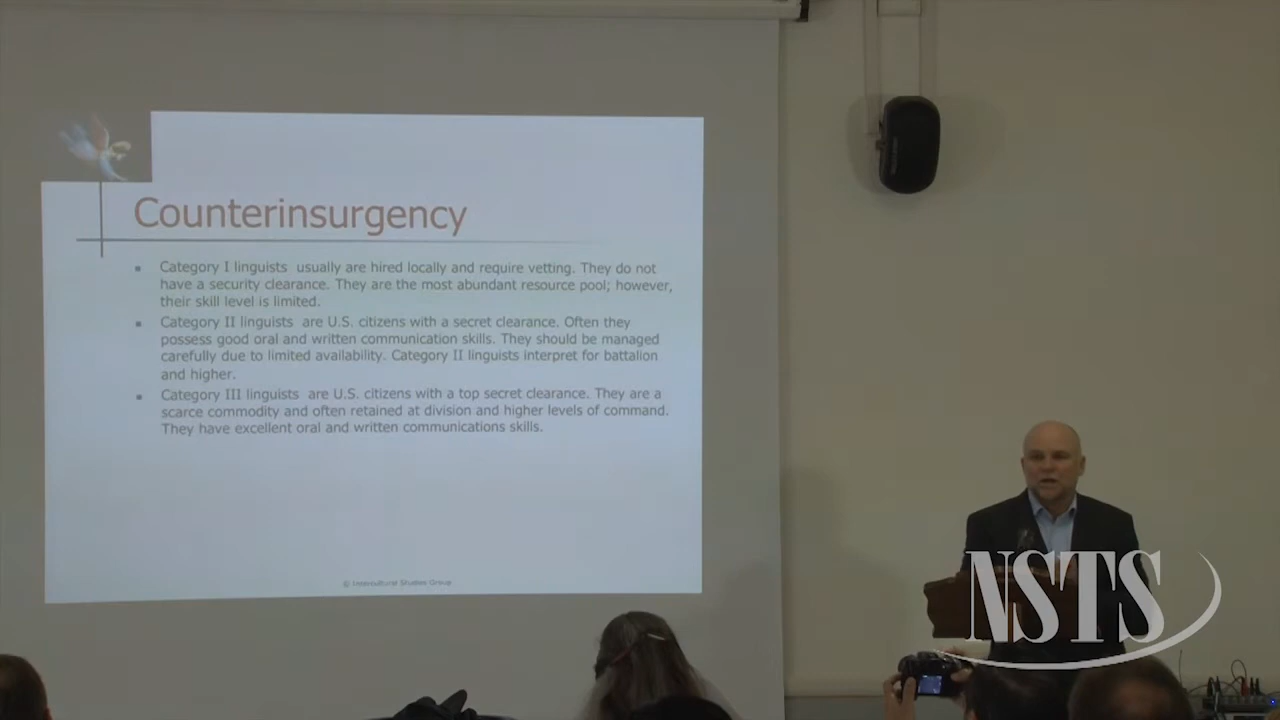 Counterinsurgency
Category I linguists usually are hired locally and require vetting. They do not
have a security clearance. They are the most abundant resource pool; however,
their skill level is limited.
Category II linguists are U.S. citizens with a secret clearance. Often they
possess good oral and written communication skills. They should be managed
carefully due to limited availability. Category II linguists interpret for battalion
and higher.
Category III linguists are U.S. citizens with a top secret clearance. They are a
scarce commodity and often retained at division and higher levels of command.
They have excellent oral and written communications skills.
© Intercultural Studies Group
NSTS